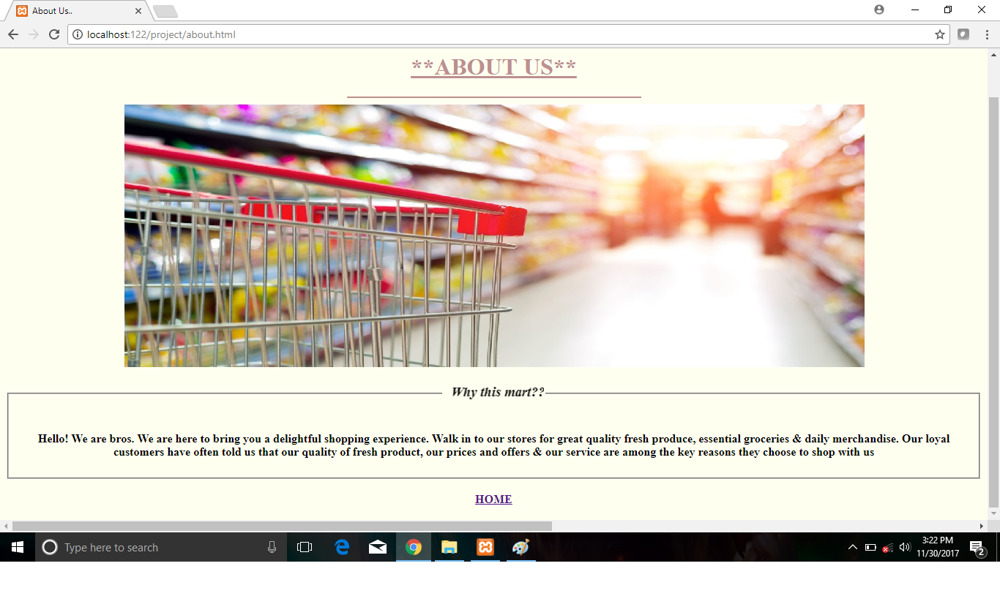 About Us..
localhost:122/project/about.html
**ABOUT US**
Why this mart??
Hello! We are bros. We are here to bring you a delightful shopping experience. Walk in to our stores for great quality fresh produce, essential groceries & daily merchandise. Our loyal
customers have often told us that our quality of fresh product, our prices and offers & our service are among the key reasons they choose to shop with us
HOME
Type here to search
3:22 PM
11/30/2017
2